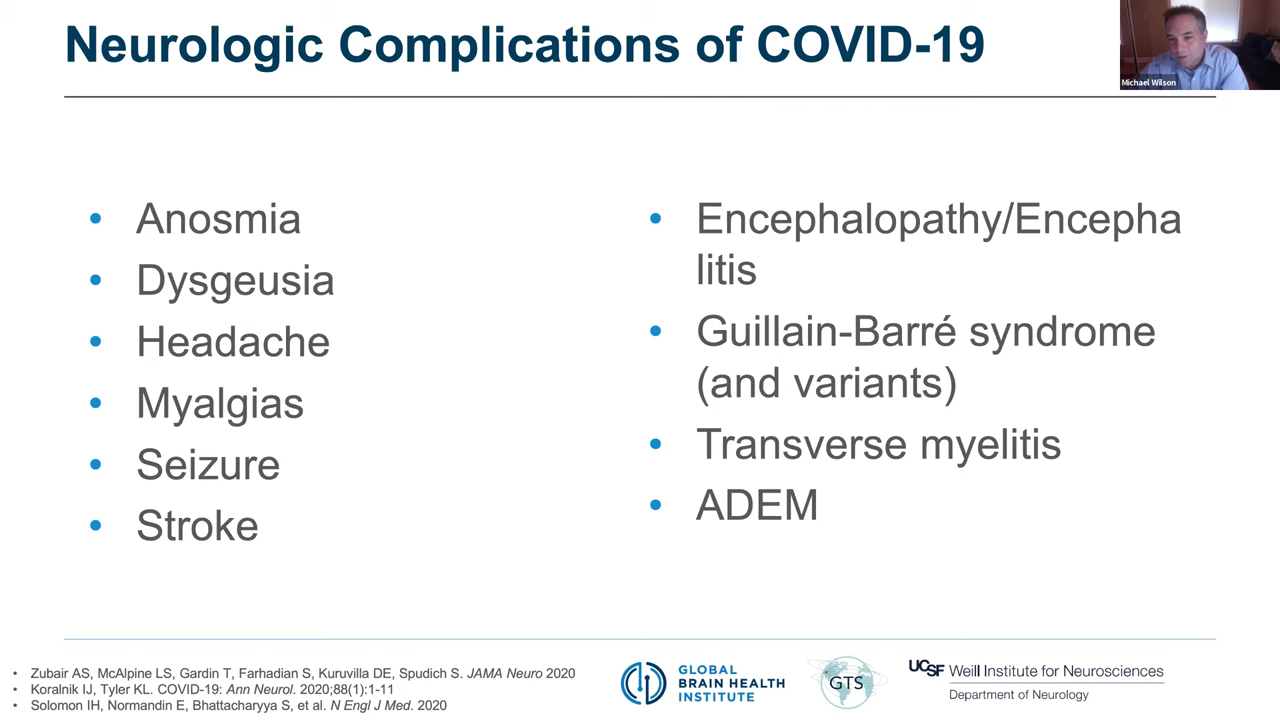 Neurologic Complications of COVID-19
Michael Wilson
• Anosmia
• Dysgeusia
• Headache
• Myalgias
• Seizure
• Stroke
• Encephalopathy/Encepha
litis
• Guillain-Barré syndrome
(and variants)
• Transverse myelitis
• ADEM
• Zubair AS, McAlpine LS, Gardin T, Farhadian S, Kuruvilla DE, Spudich S. JAMA Neuro 2020
• Koralnik IJ, Tyler KL. COVID-19: Ann Neurol. 2020;88(1):1-11
• Solomon IH, Normandin E, Bhattacharyya S, et al. N Engl J Med. 2020
GLOBAL
BRAIN HEALTH
INSTITUTE
GTS
UCSF Weill Institute for Neurosciences
Department of Neurology